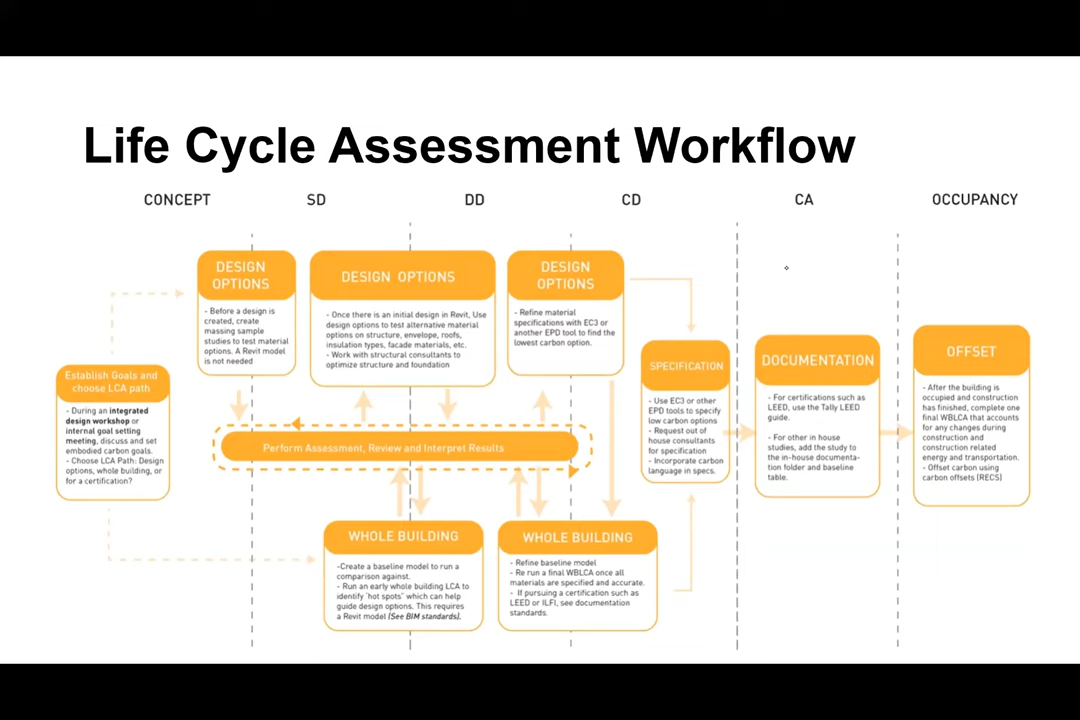 Life Cycle Assessment Workflow
CONCEPT
SD
DD
CD
CA
OCCUPANCY
DESIGN
OPTIONS
- Before a design is
created, create
massing sample
studies to test material
options. A Revit model
is not needed
DESIGN OPTIONS
- Once there is an initial design in Revit, Use
design options to test alternative material
options on structure, envelope, roofs,
insulation types, facade materials, etc.
- Work with structural consultants to
optimize structure and foundation
DESIGN
OPTIONS
- Refine material
specifications with EC3 or
another EPD tool to find the
lowest carbon option.
Establish Goals and
choose LCA path
- During an integrated
design workshop or
internal goal setting
meeting, discuss and set
embodied carbon goals.
- Choose LCA Path: Design
options, whole building, or
for a certification?
Perform Assessment, Review and Interpret Results
WHOLE BUILDING
-Create a baseline model to run a
comparison against.
- Run an early whole building LCA to
identify "hot spots" which can help
guide design options. This requires
a Revit model (See BIM standards).
WHOLE BUILDING
- Refine baseline model
- Re run a final WBLCA once all
materials are specified and accurate.
- If pursuing a certification such as
LEED or ILFI, see documentation
standards.
SPECIFICATION
- Use EC3 or other
EPD tools to specify
low carbon options
- Request out of
house consultants
for specification
- Incorporate carbon
language in specs.
DOCUMENTATION
- For certifications such as
LEED, use the Tally LEED
guide.
- For other in house
studies, add the study to
the in-house documenta-
tion folder and baseline
table.
OFFSET
- After the building is
occupied and construction
has finished, complete one
final WBLCA that accounts
for any changes during
construction and
construction related
energy and transportation.
- Offset carbon using
carbon offsets (RECS)